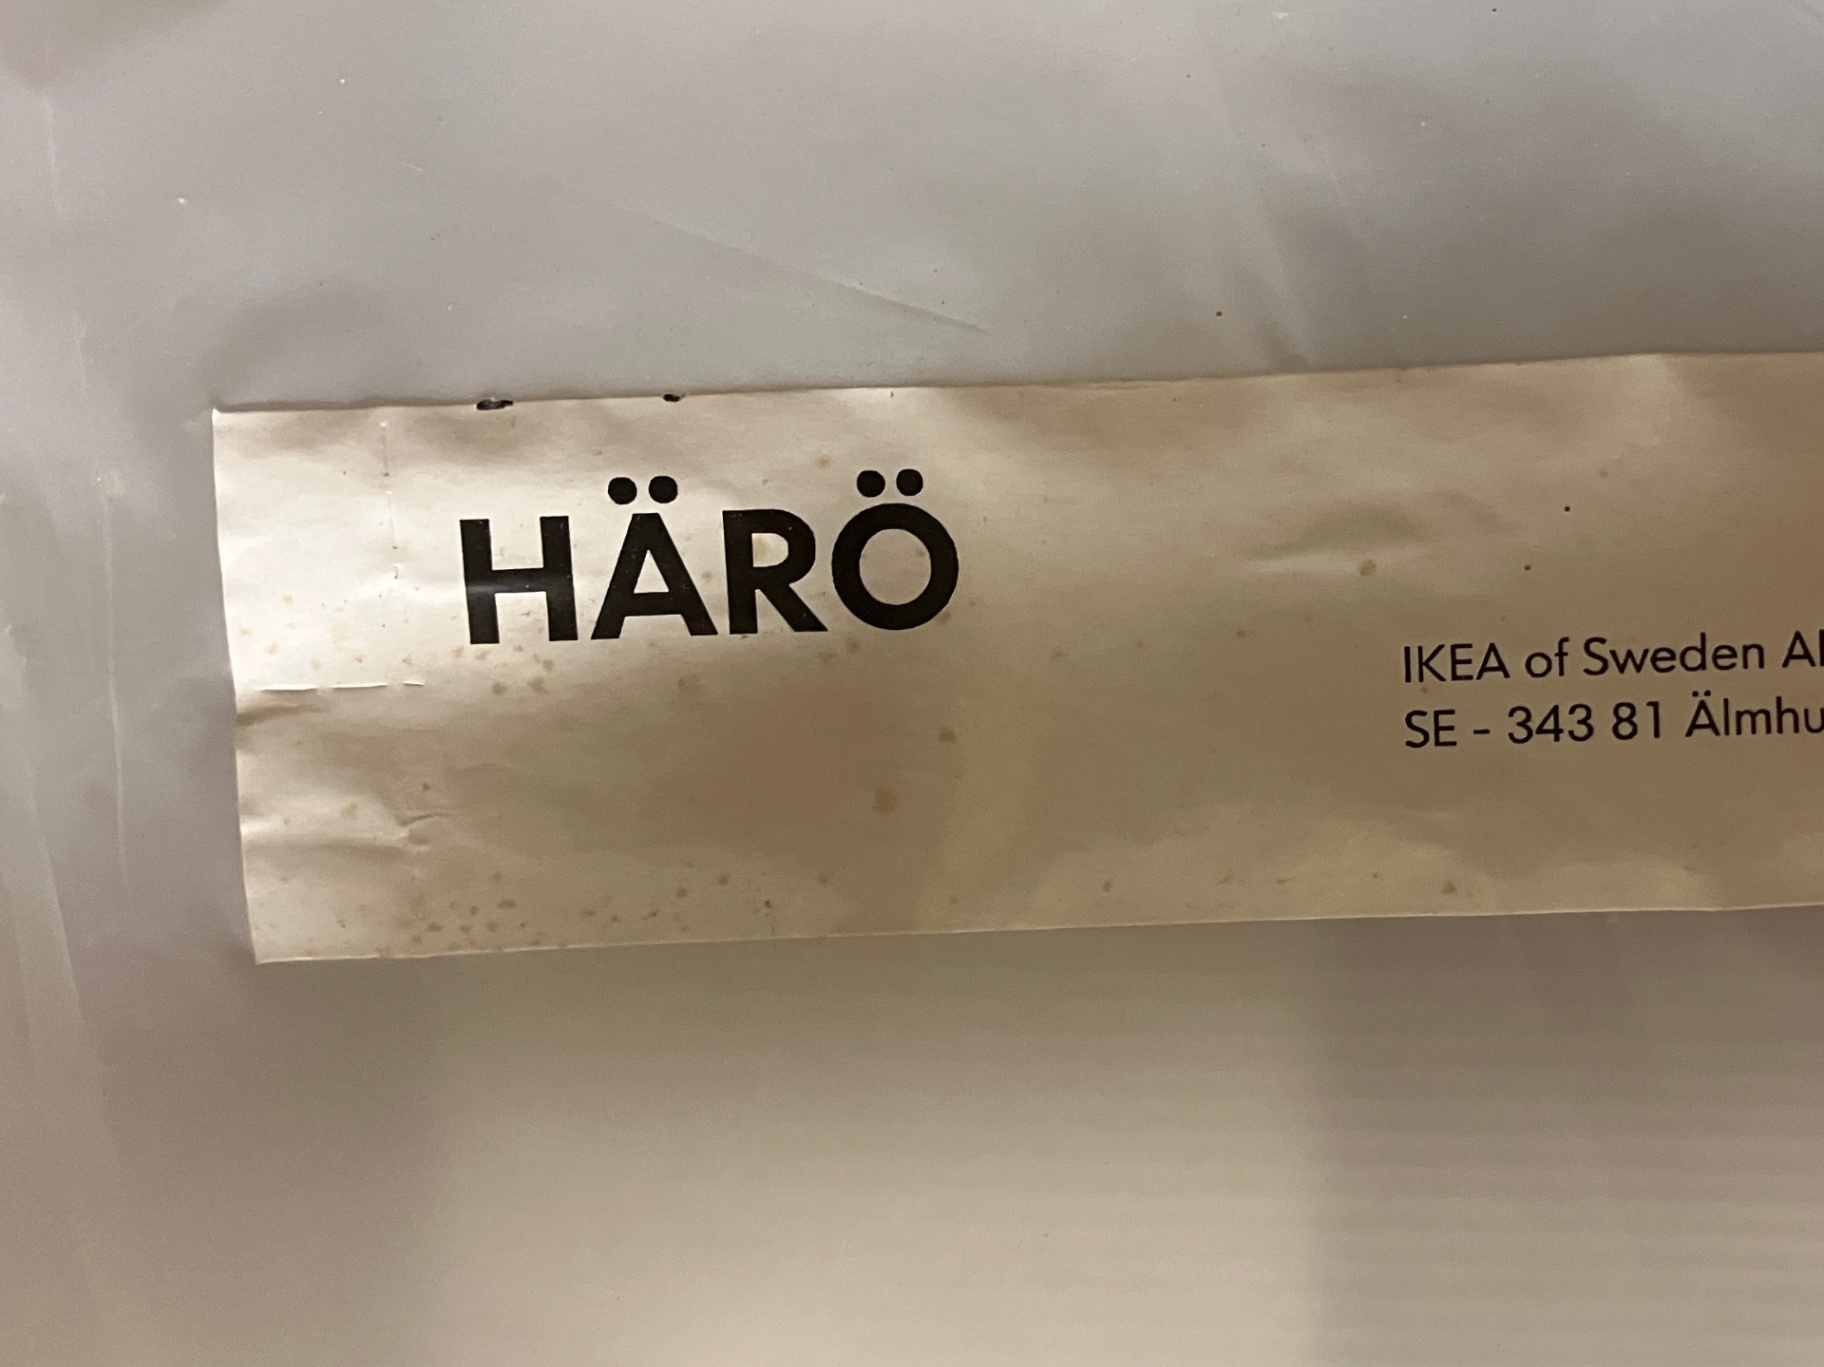 HÄRÖ
IKEA of Sweden
SE - 343 81